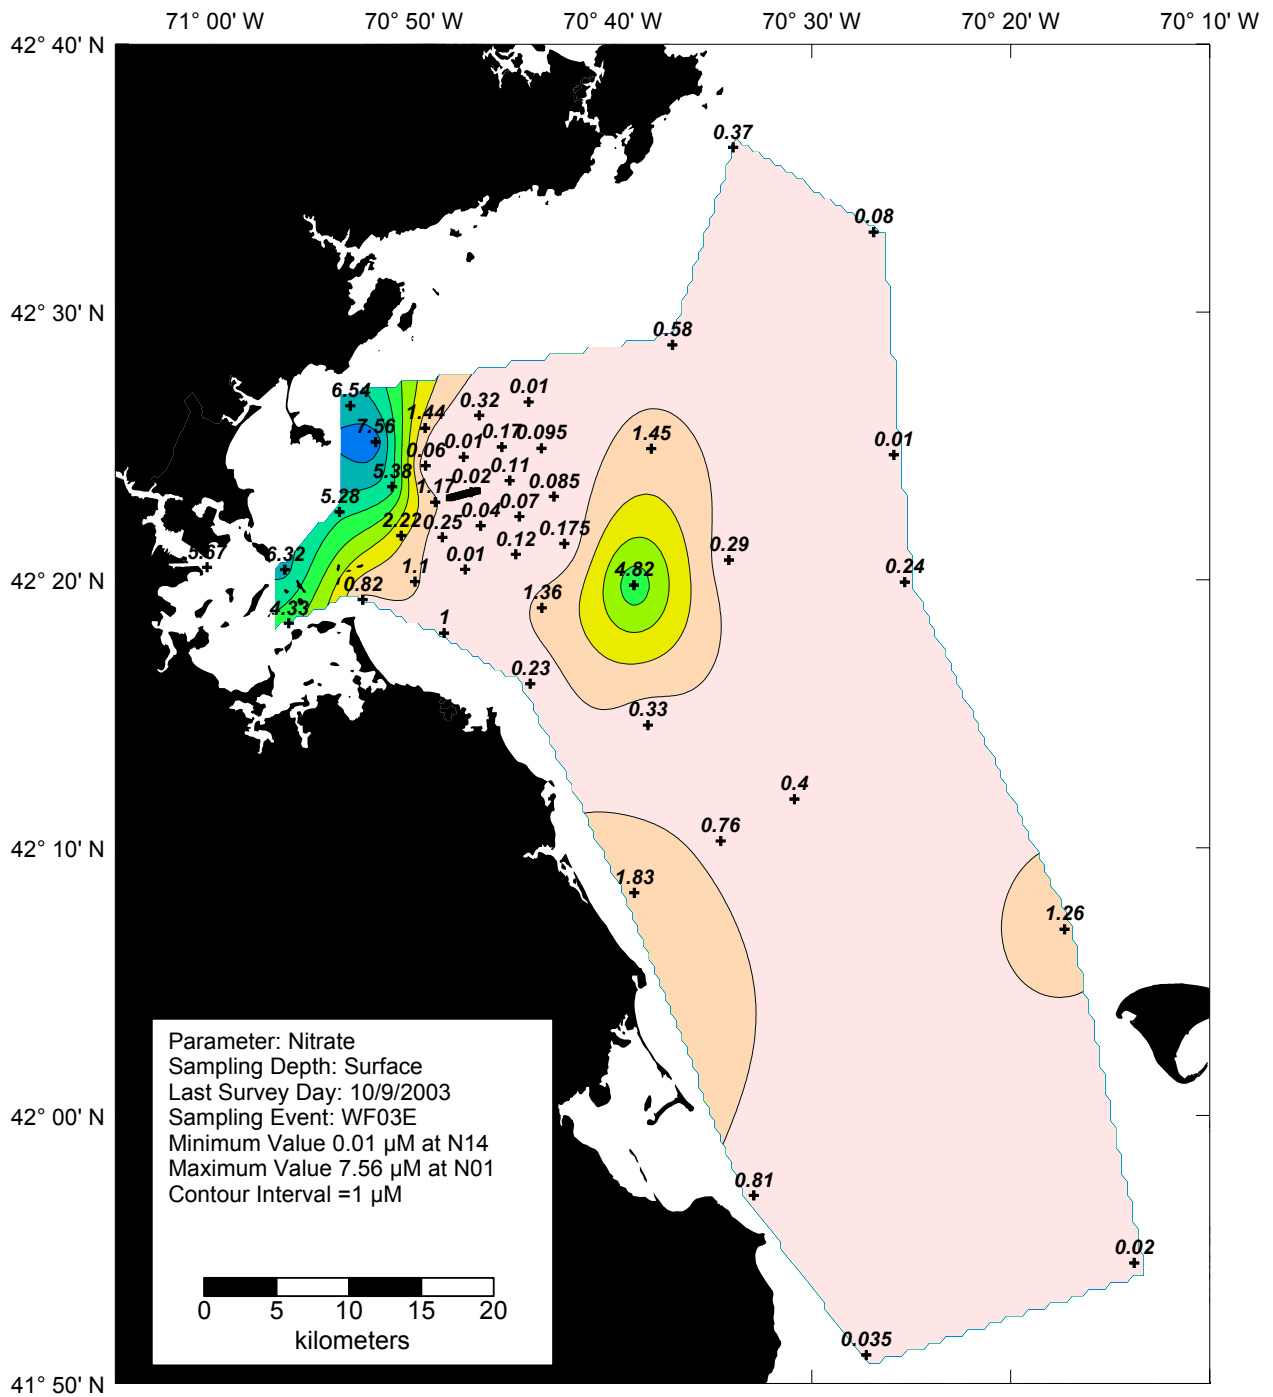 71° 00' W 70° 50' W 70° 40' W 70° 30' W 70° 20' W 70° 10' W
42° 40' N
0.37
0.08
42° 30' N
0.58
6.54
0.01
0.32
1.44
7.56
0.17
0.095
1.45
0.01
0.01
0.06
5.38
0.02
0.11
0.085
1.17
5.28
0.04
0.07
2.22
0.25
0.175
0.12
0.29
5.67
6.32
0.01
1.1
4.82
0.24
42° 20' N
0.82
1.36
4.33
1
0.23
0.33
0.4
0.76
42° 10' N
1.83
1.26
Parameter: Nitrate
Sampling Depth: Surface
Last Survey Day: 10/9/2003
Sampling Event: WF03E
Minimum Value 0.01 µM at N14
Maximum Value 7.56 µM at N01
Contour Interval =1 µM
42° 00' N
0.81
0.02
0 5 10 15 20
kilometers
0.035
41° 50' N